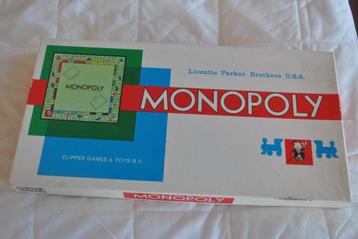 Licentie Parker Brothers U.S.A.
MONOPOLY
MONOPOLY
CLIPPER GAMES & TOYS B.V
MONOPOLY